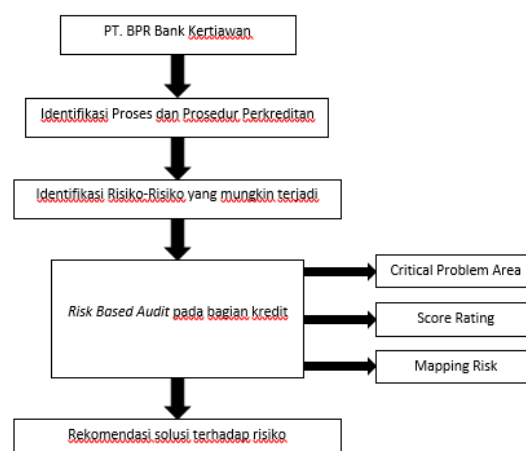 PT. BPR Bank Kertiawan
Identifikasi Proses dan Prosedur Perkreditan
Identifikasi Risiko-Risiko yang mungkin terjadi
Risk Based Audit pada bagian kredit
Critical Problem Area
Score Rating
Mapping Risk
Rekomendasi solusi terhadap risiko